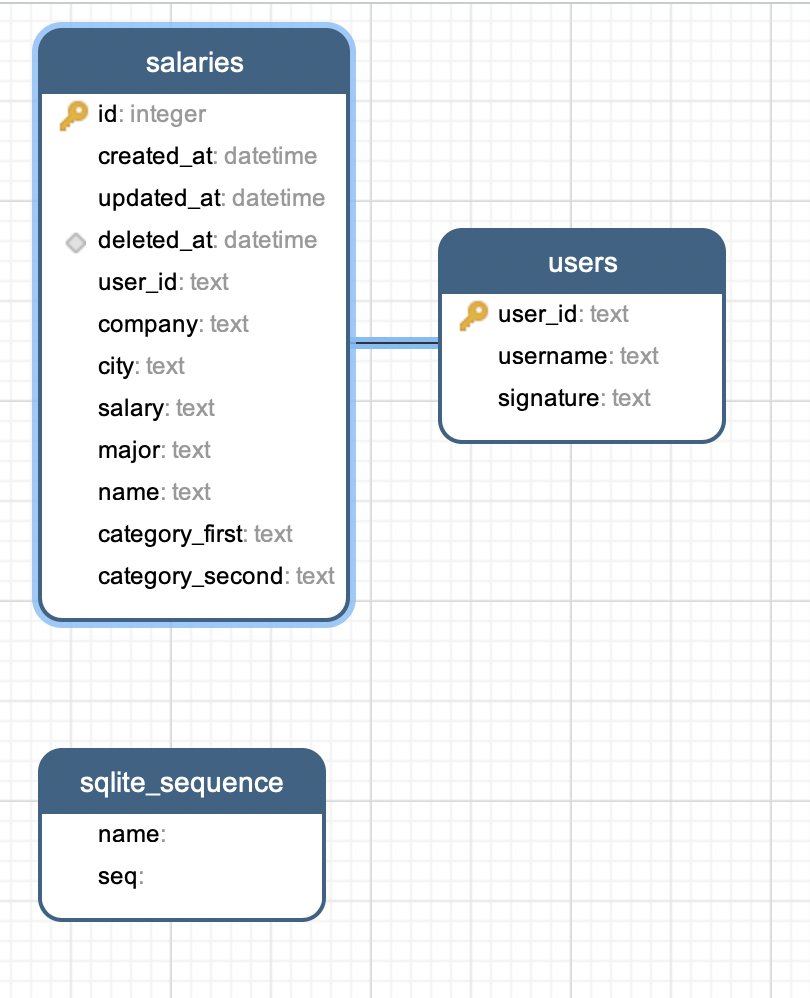 salaries
id: integer
created_at: datetime
updated_at: datetime
deleted_at: datetime
user_id: text
company: text
city: text
salary: text
major: text
name: text
category_first: text
category_second: text
users
user_id: text
username: text
signature: text
sqlite_sequence
name:
seq: